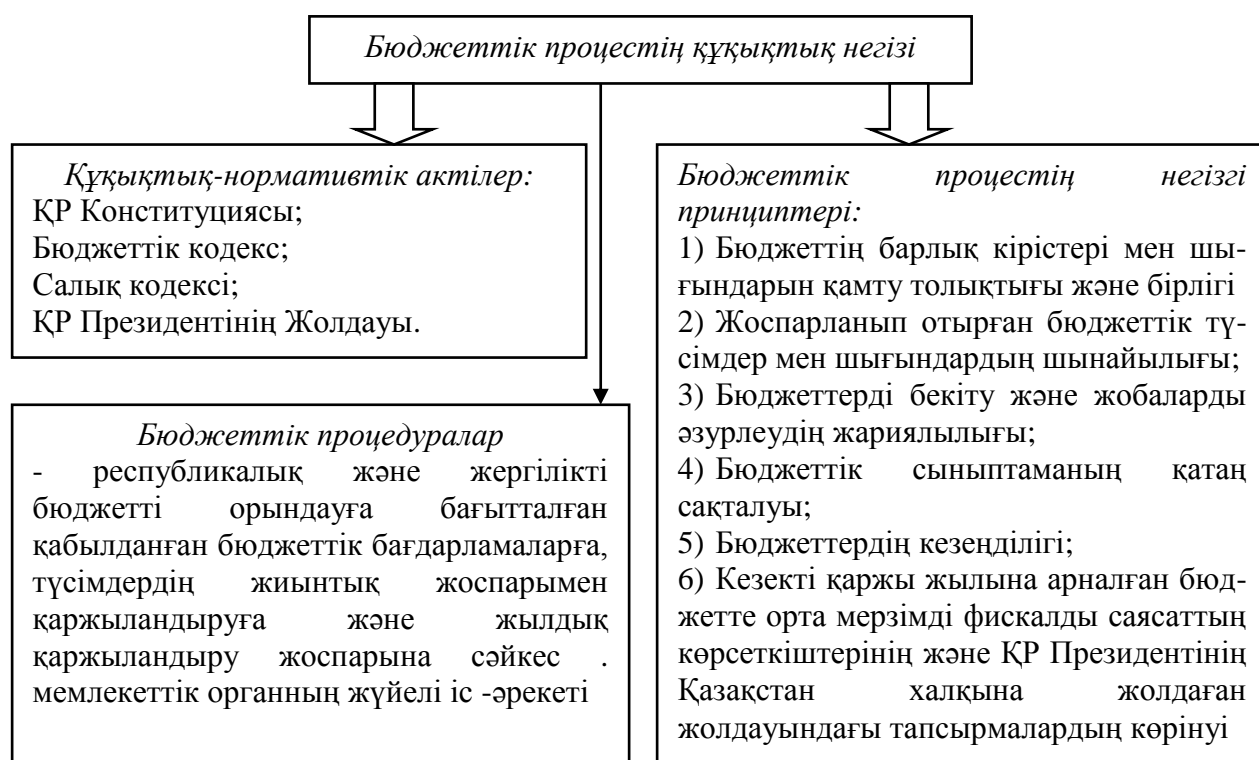 Бюджеттік процестің құқықтық негізі
Құқықтық-нормативтік актілер:
ҚР Конституциясы;
Бюджеттік кодекс;
Салық кодексі;
ҚР Президентінің Жолдауы.
Бюджеттік процедуралар
- республикалық және жергілікті
бюджетті орындауға бағытталған
қабылданған бюджеттік бағдарламаларға,
түсімдердің жиынтық жоспарымен
қаржыландыруға және жылдық
қаржыландыру жоспарына сәйкес .
мемлекеттік органның жүйелі іс -әрекеті
Бюджеттік процестің негізгі
принциптері:
1) Бюджеттің барлық кірістері мен шы-
ғындарын қамту толықтығы және бірлігі
2) Жоспарланып отырған бюджеттік тү-
сімдер мен шығындардың шынайылығы;
3) Бюджеттерді бекіту және жобаларды
әзурлеудің жариялылығы;
4) Бюджеттік сыныптаманың қатаң
сақталуы;
5) Бюджеттердің кезеңділігі;
6) Кезекті қаржы жылына арналған бюд-
жетте орта мерзімді фискалды саясаттың
көрсеткіштерінің және ҚР Президентінің
Қазақстан халқына жолдаған
жолдауындағы тапсырмалардың көрінуі